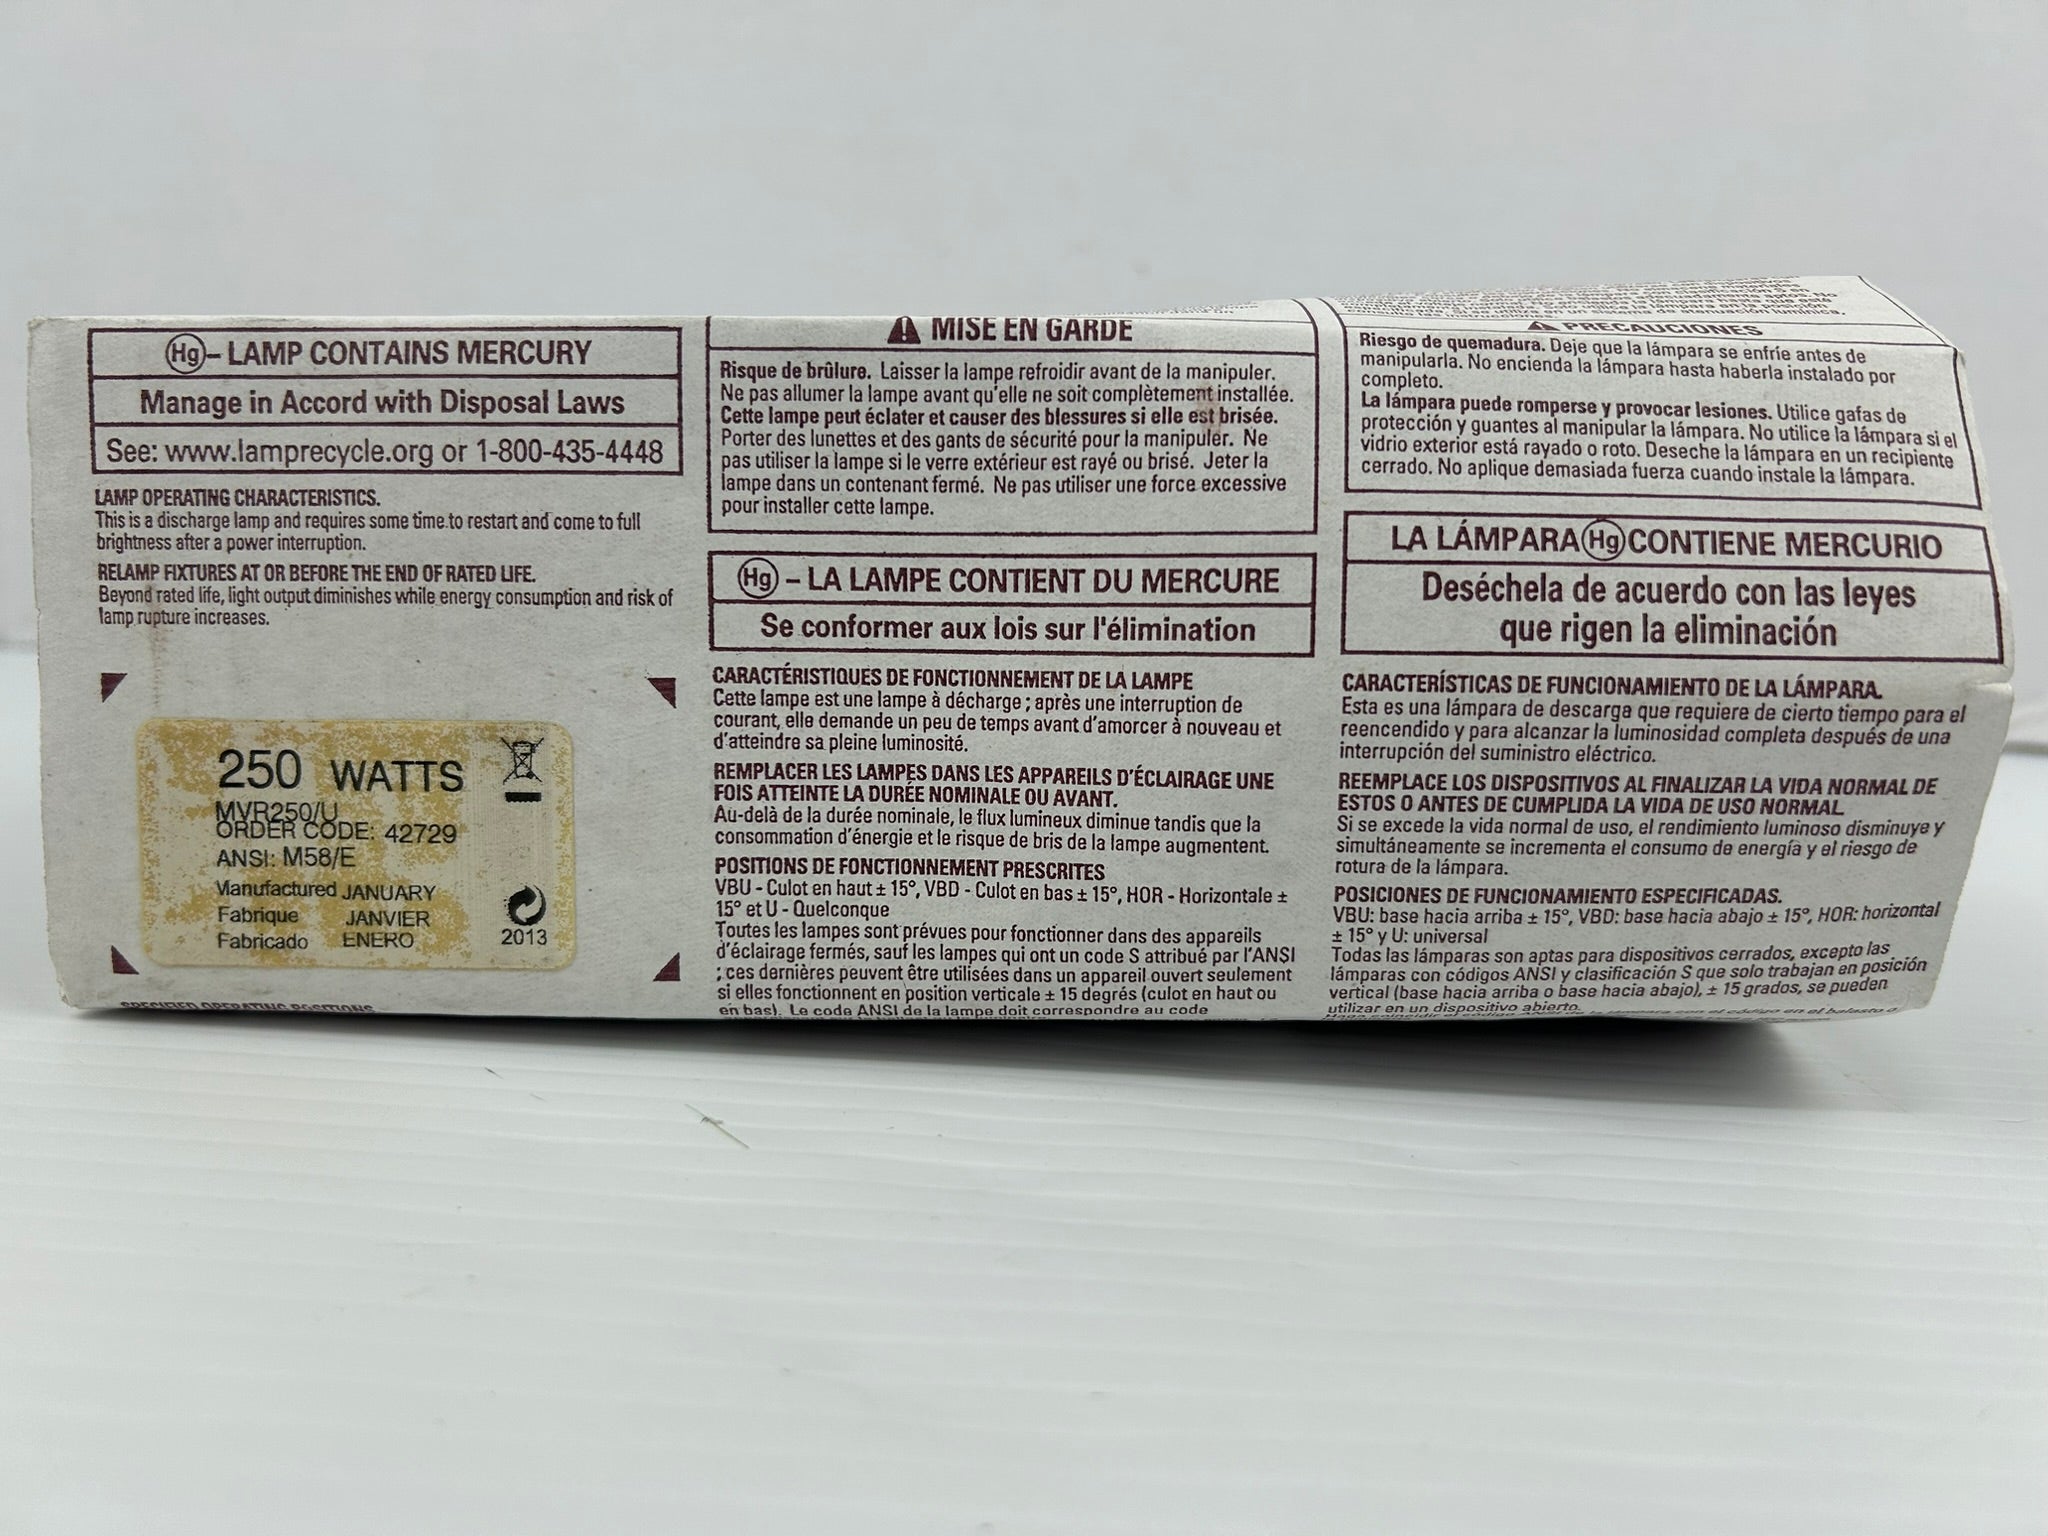 Hg – LAMP CONTAINS MERCURY
Manage in Accord with Disposal Laws
See: www.lamprecycle.org or 1-800-435-4448
LAMP OPERATING CHARACTERISTICS.
This is a discharge lamp and requires some time to restart and come to full
brightness after a power interruption.
RELAMP FIXTURES AT OR BEFORE THE END OF RATED LIFE.
Beyond rated life, light output diminishes while energy consumption and risk of
lamp rupture increases.
250 WATTS
MVR250/U
ORDER CODE: 42729
ANSI: M58/E
Manufactured JANUARY
Fabrique JANVIER
Fabricado ENERO
2013
SPECIFIED OPERATING POSITIONS
MISE EN GARDE
Risque de brûlure. Laisser la lampe refroidir avant de la manipuler.
Ne pas allumer la lampe avant qu'elle ne soit complètement installée.
Cette lampe peut éclater et causer des blessures si elle est brisée.
Porter des lunettes et des gants de sécurité pour la manipuler. Ne
pas utiliser la lampe si le verre extérieur est rayé ou brisé. Jeter la
lampe dans un contenant fermé. Ne pas utiliser une force excessive
pour installer cette lampe.
Hg – LA LAMPE CONTIENT DU MERCURE
Se conformer aux lois sur l'élimination
CARACTÉRISTIQUES DE FONCTIONNEMENT DE LA LAMPE
Cette lampe est une lampe à décharge ; après une interruption de
courant, elle demande un peu de temps avant d'amorcer à nouveau et
d'atteindre sa pleine luminosité.
REMPLACER LES LAMPES DANS LES APPAREILS D'ÉCLAIRAGE UNE
FOIS ATTEINTE LA DURÉE NOMINALE OU AVANT.
Au-delà de la durée nominale, le flux lumineux diminue tandis que la
consommation d'énergie et le risque de bris de la lampe augmentent.
POSITIONS DE FONCTIONNEMENT PRESCRITES
VBU - Culot en haut ± 15°, VBD - Culot en bas ± 15°, HOR - Horizontale ±
15° et U - Quelconque
Toutes les lampes sont prévues pour fonctionner dans des appareils
d'éclairage fermés, sauf les lampes qui ont un code S attribué par l'ANSI
; ces dernières peuvent être utilisées dans un appareil ouvert seulement
si elles fonctionnent en position verticale ± 15 degrés (culot en haut ou
en bas). Le code ANSI de la lampe doit correspondre au code
PRECAUCIONES
Riesgo de quemadura. Deje que la lámpara se enfríe antes de
manipularla. No encienda la lámpara hasta haberla instalado por
completo.
La lámpara puede romperse y provocar lesiones. Utilice gafas de
protección y guantes al manipular la lámpara. No utilice la lámpara si el
vidrio exterior está rayado o roto. Deseche la lámpara en un recipiente
cerrado. No aplique demasiada fuerza cuando instale la lámpara.
LA LÁMPARA Hg CONTIENE MERCURIO
Deséchela de acuerdo con las leyes
que rigen la eliminación
CARACTERÍSTICAS DE FUNCIONAMIENTO DE LA LÁMPARA.
Esta es una lámpara de descarga que requiere de cierto tiempo para el
reencendido y para alcanzar la luminosidad completa después de una
interrupción del suministro eléctrico.
REEMPLACE LOS DISPOSITIVOS AL FINALIZAR LA VIDA NORMAL DE
ESTOS O ANTES DE CUMPLIDA LA VIDA DE USO NORMAL
Si se excede la vida normal de uso, el rendimiento luminoso disminuye y
simultáneamente se incrementa el consumo de energía y el riesgo de
rotura de la lámpara.
POSICIONES DE FUNCIONAMIENTO ESPECIFICADAS.
VBU: base hacia arriba ± 15°, VBD: base hacia abajo ± 15°, HOR: horizontal
± 15° y U: universal
Todas las lámparas son aptas para dispositivos cerrados, excepto las
lámparas con códigos ANSI y clasificación S que solo trabajan en posición
vertical (base hacia arriba o base hacia abajo), ± 15 grados, se pueden
utilizar en un dispositivo abierto.